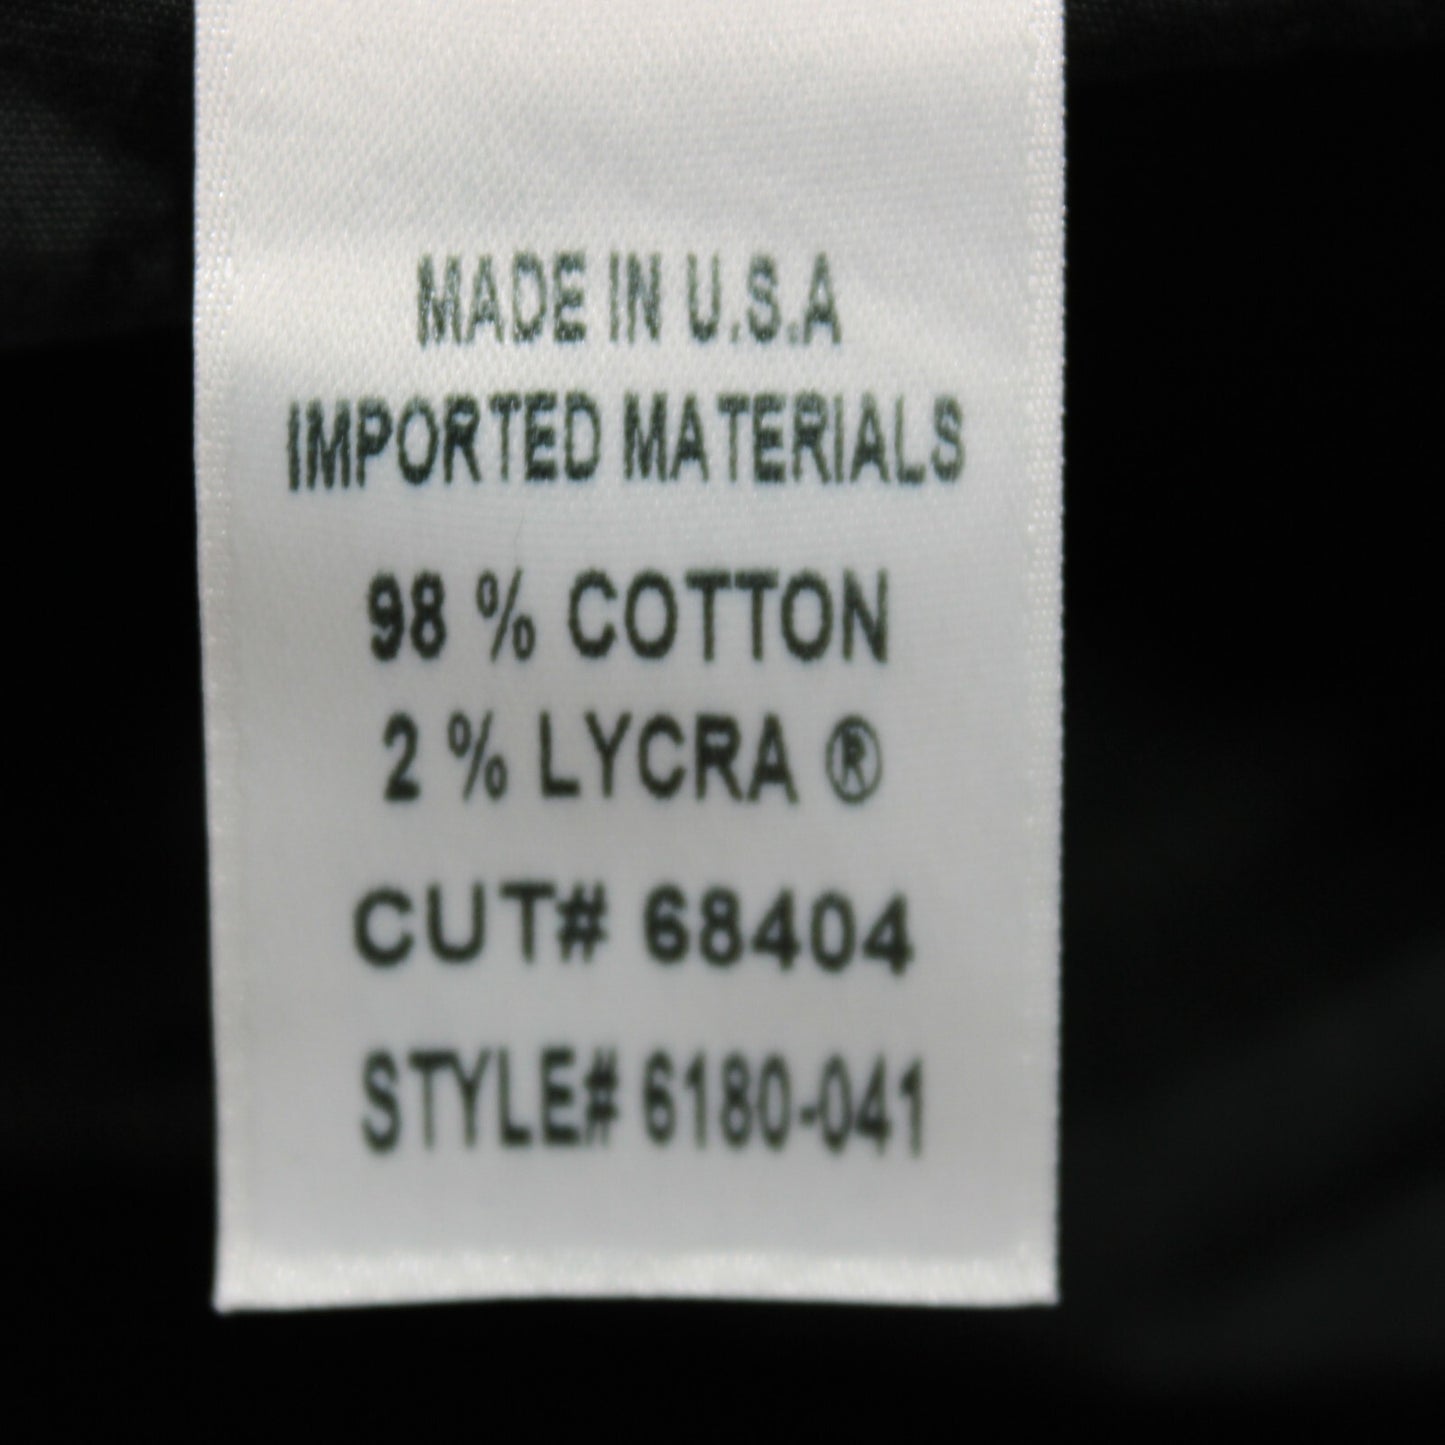 MADE IN U.S.A
IMPORTED MATERIALS
98 % COTTON
2 % LYCRA ®
CUT# 68404
STYLE# 6180-041